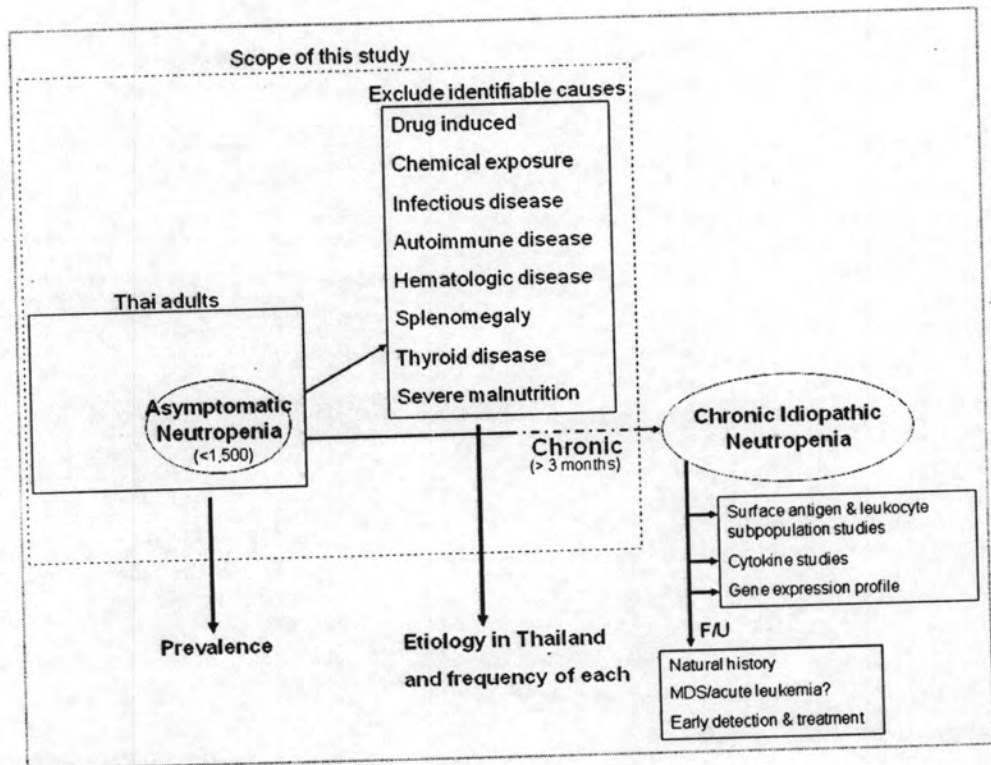 Scope of this study
Exclude identifiable causes
Drug induced
Chemical exposure
Infectious disease
Autoimmune disease
Hematologic disease
Splenomegaly
Thyroid disease
Severe malnutrition
Thai adults
Asymptomatic
Neutropenia
(<1,500)
Chronic
(> 3 months)
Chronic Idiopathic
Neutropenia
Surface antigen & leukocyte
subpopulation studies
Cytokine studies
Gene expression profile
F/U
Natural history
MDS/acute leukemia?
Early detection & treatment
Prevalence
Etiology in Thailand
and frequency of each